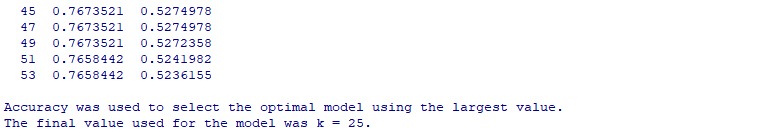 45 0.7673521 0.5274978
47 0.7673521 0.5274978
49 0.7673521 0.5272358
51 0.7658442 0.5241982
53 0.7658442 0.5236155
Accuracy was used to select the optimal model using the largest value.
The final value used for the model was k = 25.